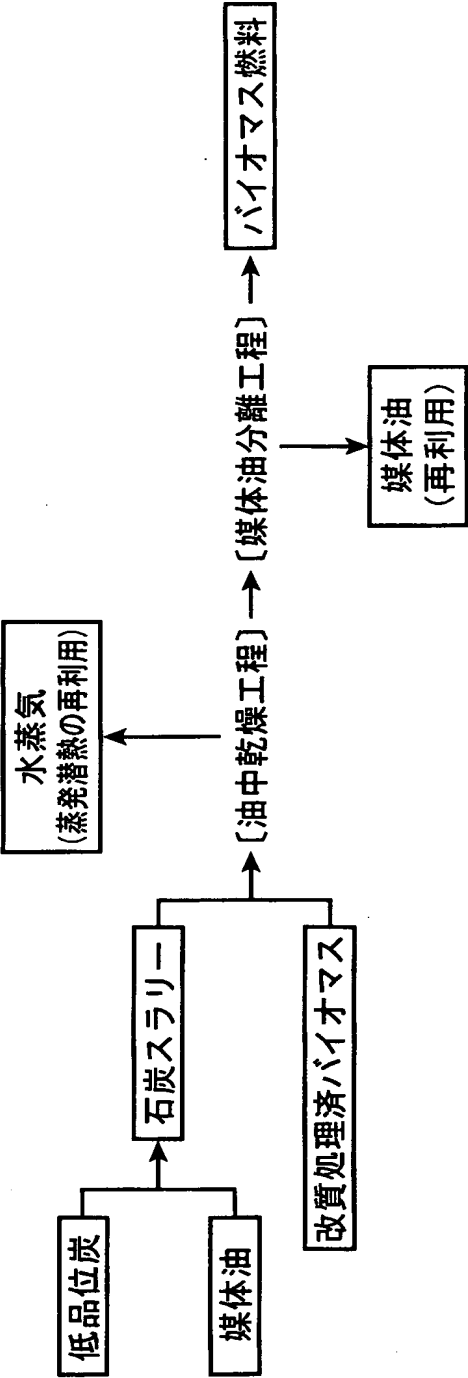 低品位炭
媒体油
石炭スラリー
改質処理済バイオマス
水蒸気
(蒸発潜熱の再利用)
〔油中乾燥工程〕
〔媒体油分離工程〕
媒体油
(再利用)
バイオマス燃料